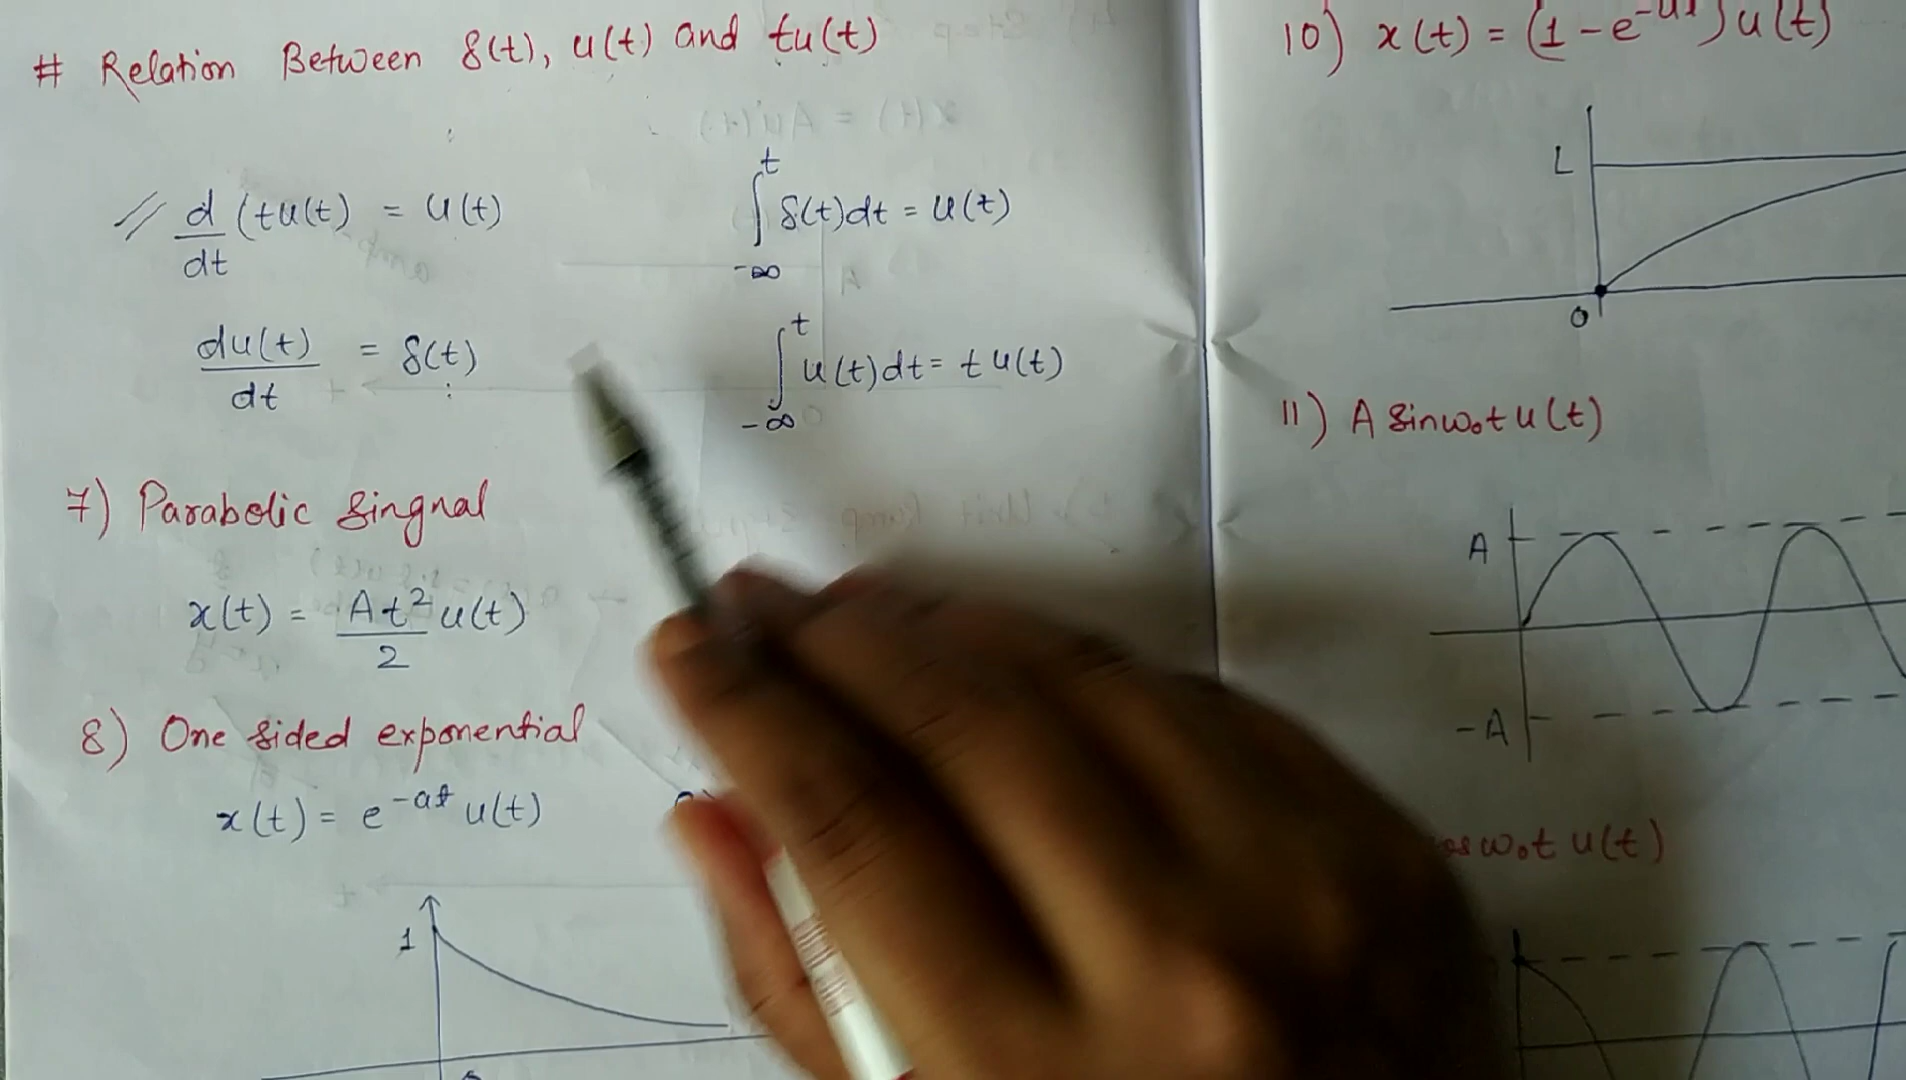 # Relation Between δ(t), u(t) and tu(t)
// d/dt (tu(t) = u(t)
∫_{-∞}^{t} δ(t)dt = u(t)
du(t)/dt = δ(t)
∫_{-∞}^{t} u(t)dt = t u(t)
7) Parabolic Singnal
x(t) = At²/2 u(t)
8) One sided exponential
x(t) = e^{-at} u(t)
1
10) x(t) = (1 - e^{-at}) u(t)
L
0
11) A Sinω₀t u(t)
A
-A
ω₀t u(t)